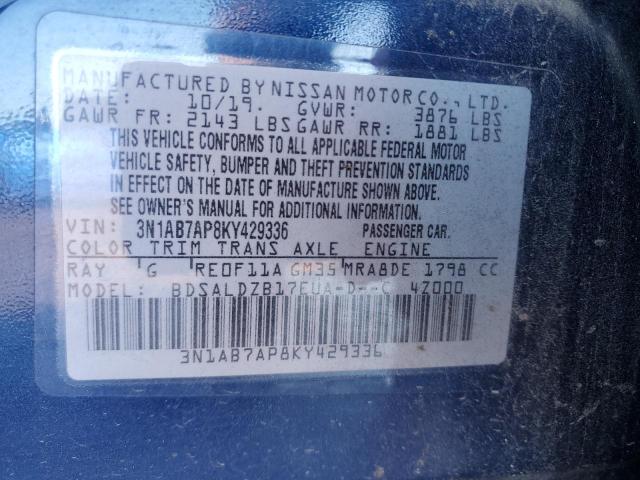 MANUFACTURED BY NISSAN MOTOR CO., LTD.
DATE: 10/19. GVWR: 3876 LBS
GAWR FR: 2143 LBS GAWR RR: 1881 LBS
THIS VEHICLE CONFORMS TO ALL APPLICABLE FEDERAL MOTOR
VEHICLE SAFETY, BUMPER AND THEFT PREVENTION STANDARDS
IN EFFECT ON THE DATE OF MANUFACTURE SHOWN ABOVE.
SEE OWNER'S MANUAL FOR ADDITIONAL INFORMATION.
VIN: 3N1AB7AP8KY429336 PASSENGER CAR.
COLOR TRIM TRANS AXLE ENGINE
RAY G RE0F11A GM35 MRA8DE 1798 CC
MODEL: BDSALDZB17EUA-D--C 4Z000
3N1AB7AP8KY429336